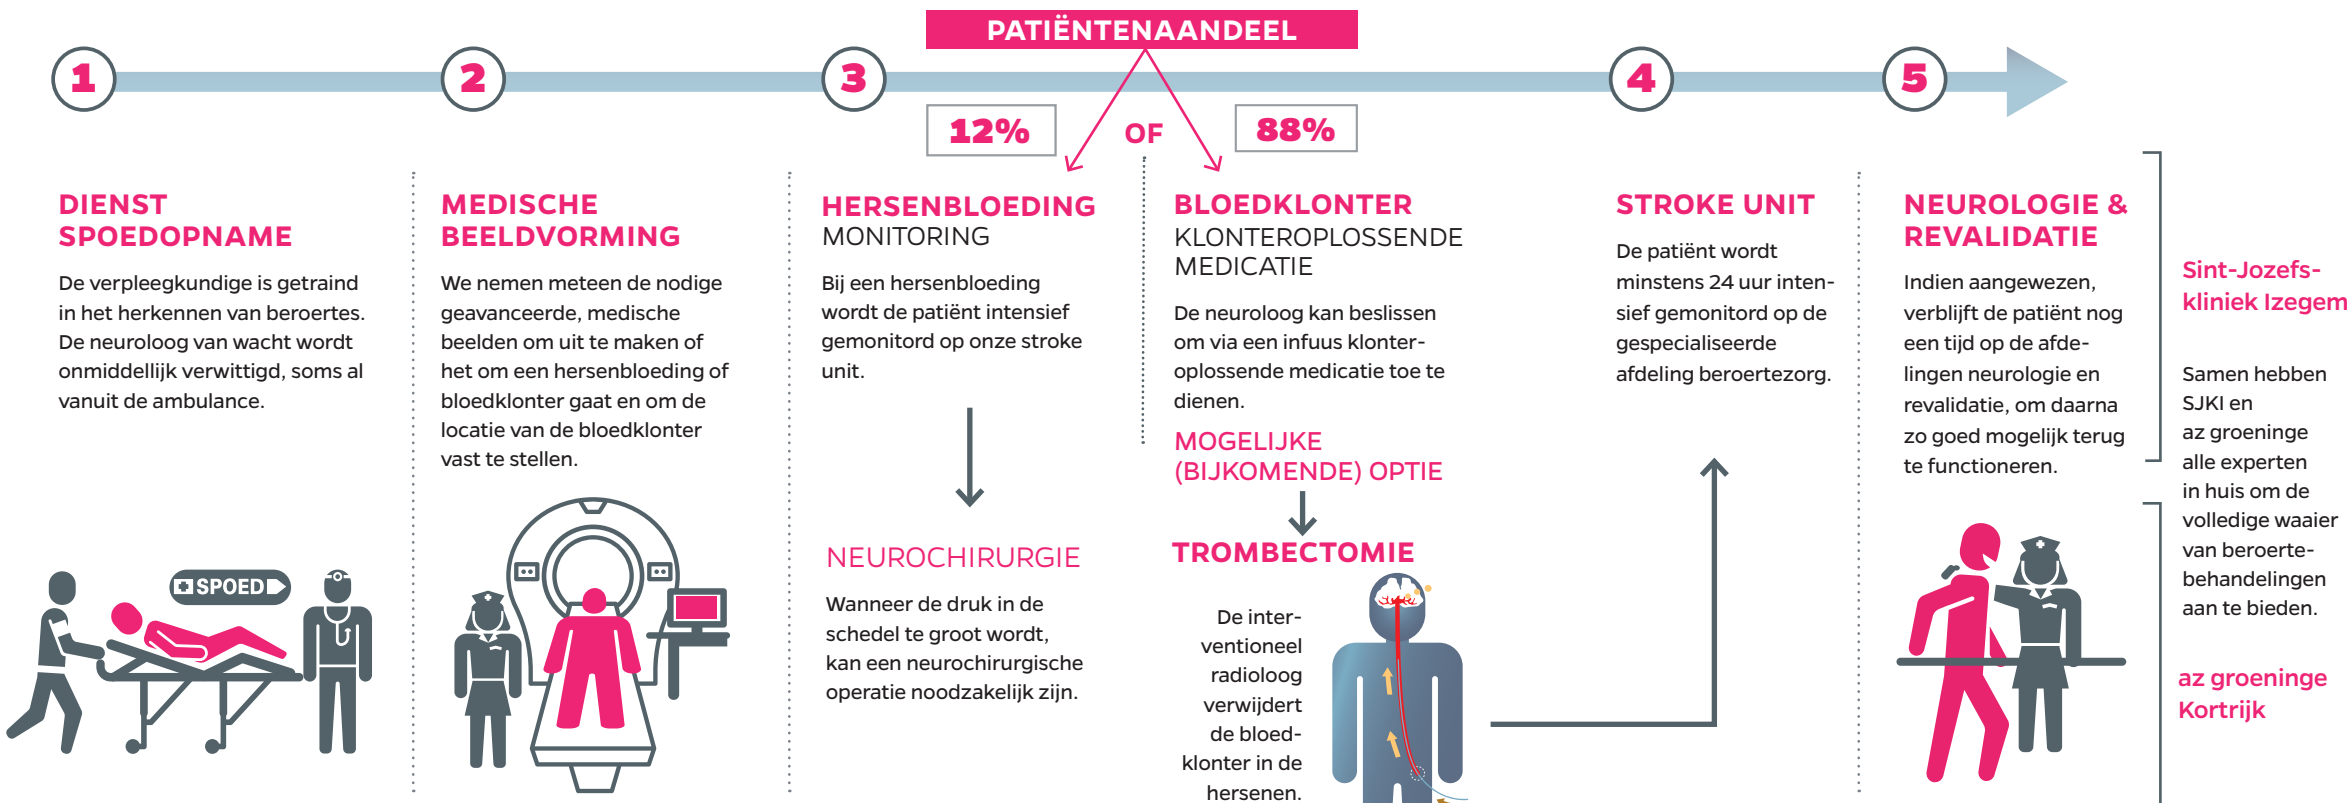 PATIËNTENAANDEEL
1
2
3
4
5
12%
OF
88%
DIENST
SPOEDOPNAME
De verpleegkundige is getraind
in het herkennen van beroertes.
De neuroloog van wacht wordt
onmiddellijk verwittigd, soms al
vanuit de ambulance.
SPOED
MEDISCHE
BEELDVORMING
We nemen meteen de nodige
geavanceerde, medische
beelden om uit te maken of
het om een hersenbloeding of
bloedklonter gaat en om de
locatie van de bloedklonter
vast te stellen.
HERSENBLOEDING
MONITORING
Bij een hersenbloeding
wordt de patiënt intensief
gemonitord op onze stroke
unit.
NEUROCHIRURGIE
Wanneer de druk in de
schedel te groot wordt,
kan een neurochirurgische
operatie noodzakelijk zijn.
BLOEDKLONTER
KLONTEROPLOSSENDE
MEDICATIE
De neuroloog kan beslissen
om via een infuus klonter-
oplossende medicatie toe te
dienen.
MOGELIJKE
(BIJKOMENDE) OPTIE
TROMBECTOMIE
De inter-
ventioneel
radioloog
verwijdert
de bloed-
klonter in de
hersenen.
STROKE UNIT
De patiënt wordt
minstens 24 uur inten-
sief gemonitord op de
gespecialiseerde
afdeling beroertezorg.
NEUROLOGIE &
REVALIDATIE
Indien aangewezen,
verblijft de patiënt nog
een tijd op de afde-
lingen neurologie en
revalidatie, om daarna
zo goed mogelijk terug
te functioneren.
Sint-Jozefs-
kliniek Izegem
Samen hebben
SJKI en
az groeninge
alle experten
in huis om de
volledige waaier
van beroerte-
behandelingen
aan te bieden.
az groeninge
Kortrijk